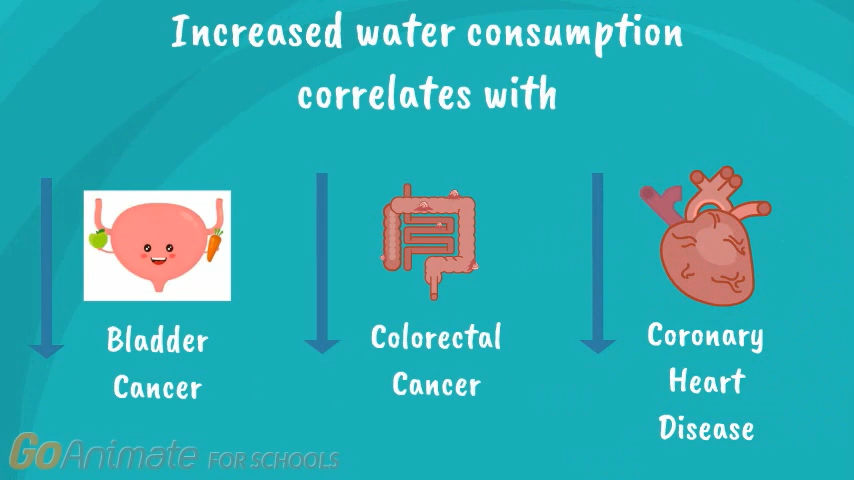 Increased water consumption
correlates with
Bladder
Cancer
Colorectal
Cancer
Coronary
Heart
Disease
GoAnimate FOR SCHOOLS